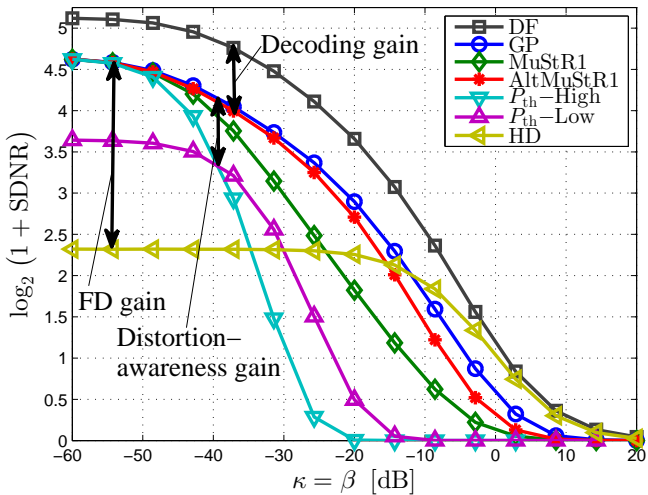 5
4.5
4
3.5
3
2.5
2
1.5
1
0.5
0
−60
−50
−40
−30
−20
−10
0
10
20
log₂ (1 + SDNR)
κ = β [dB]
Decoding gain
FD gain
Distortion−
awareness gain
DF
GP
MuStR1
AltMuStR1
P_th−High
P_th−Low
HD